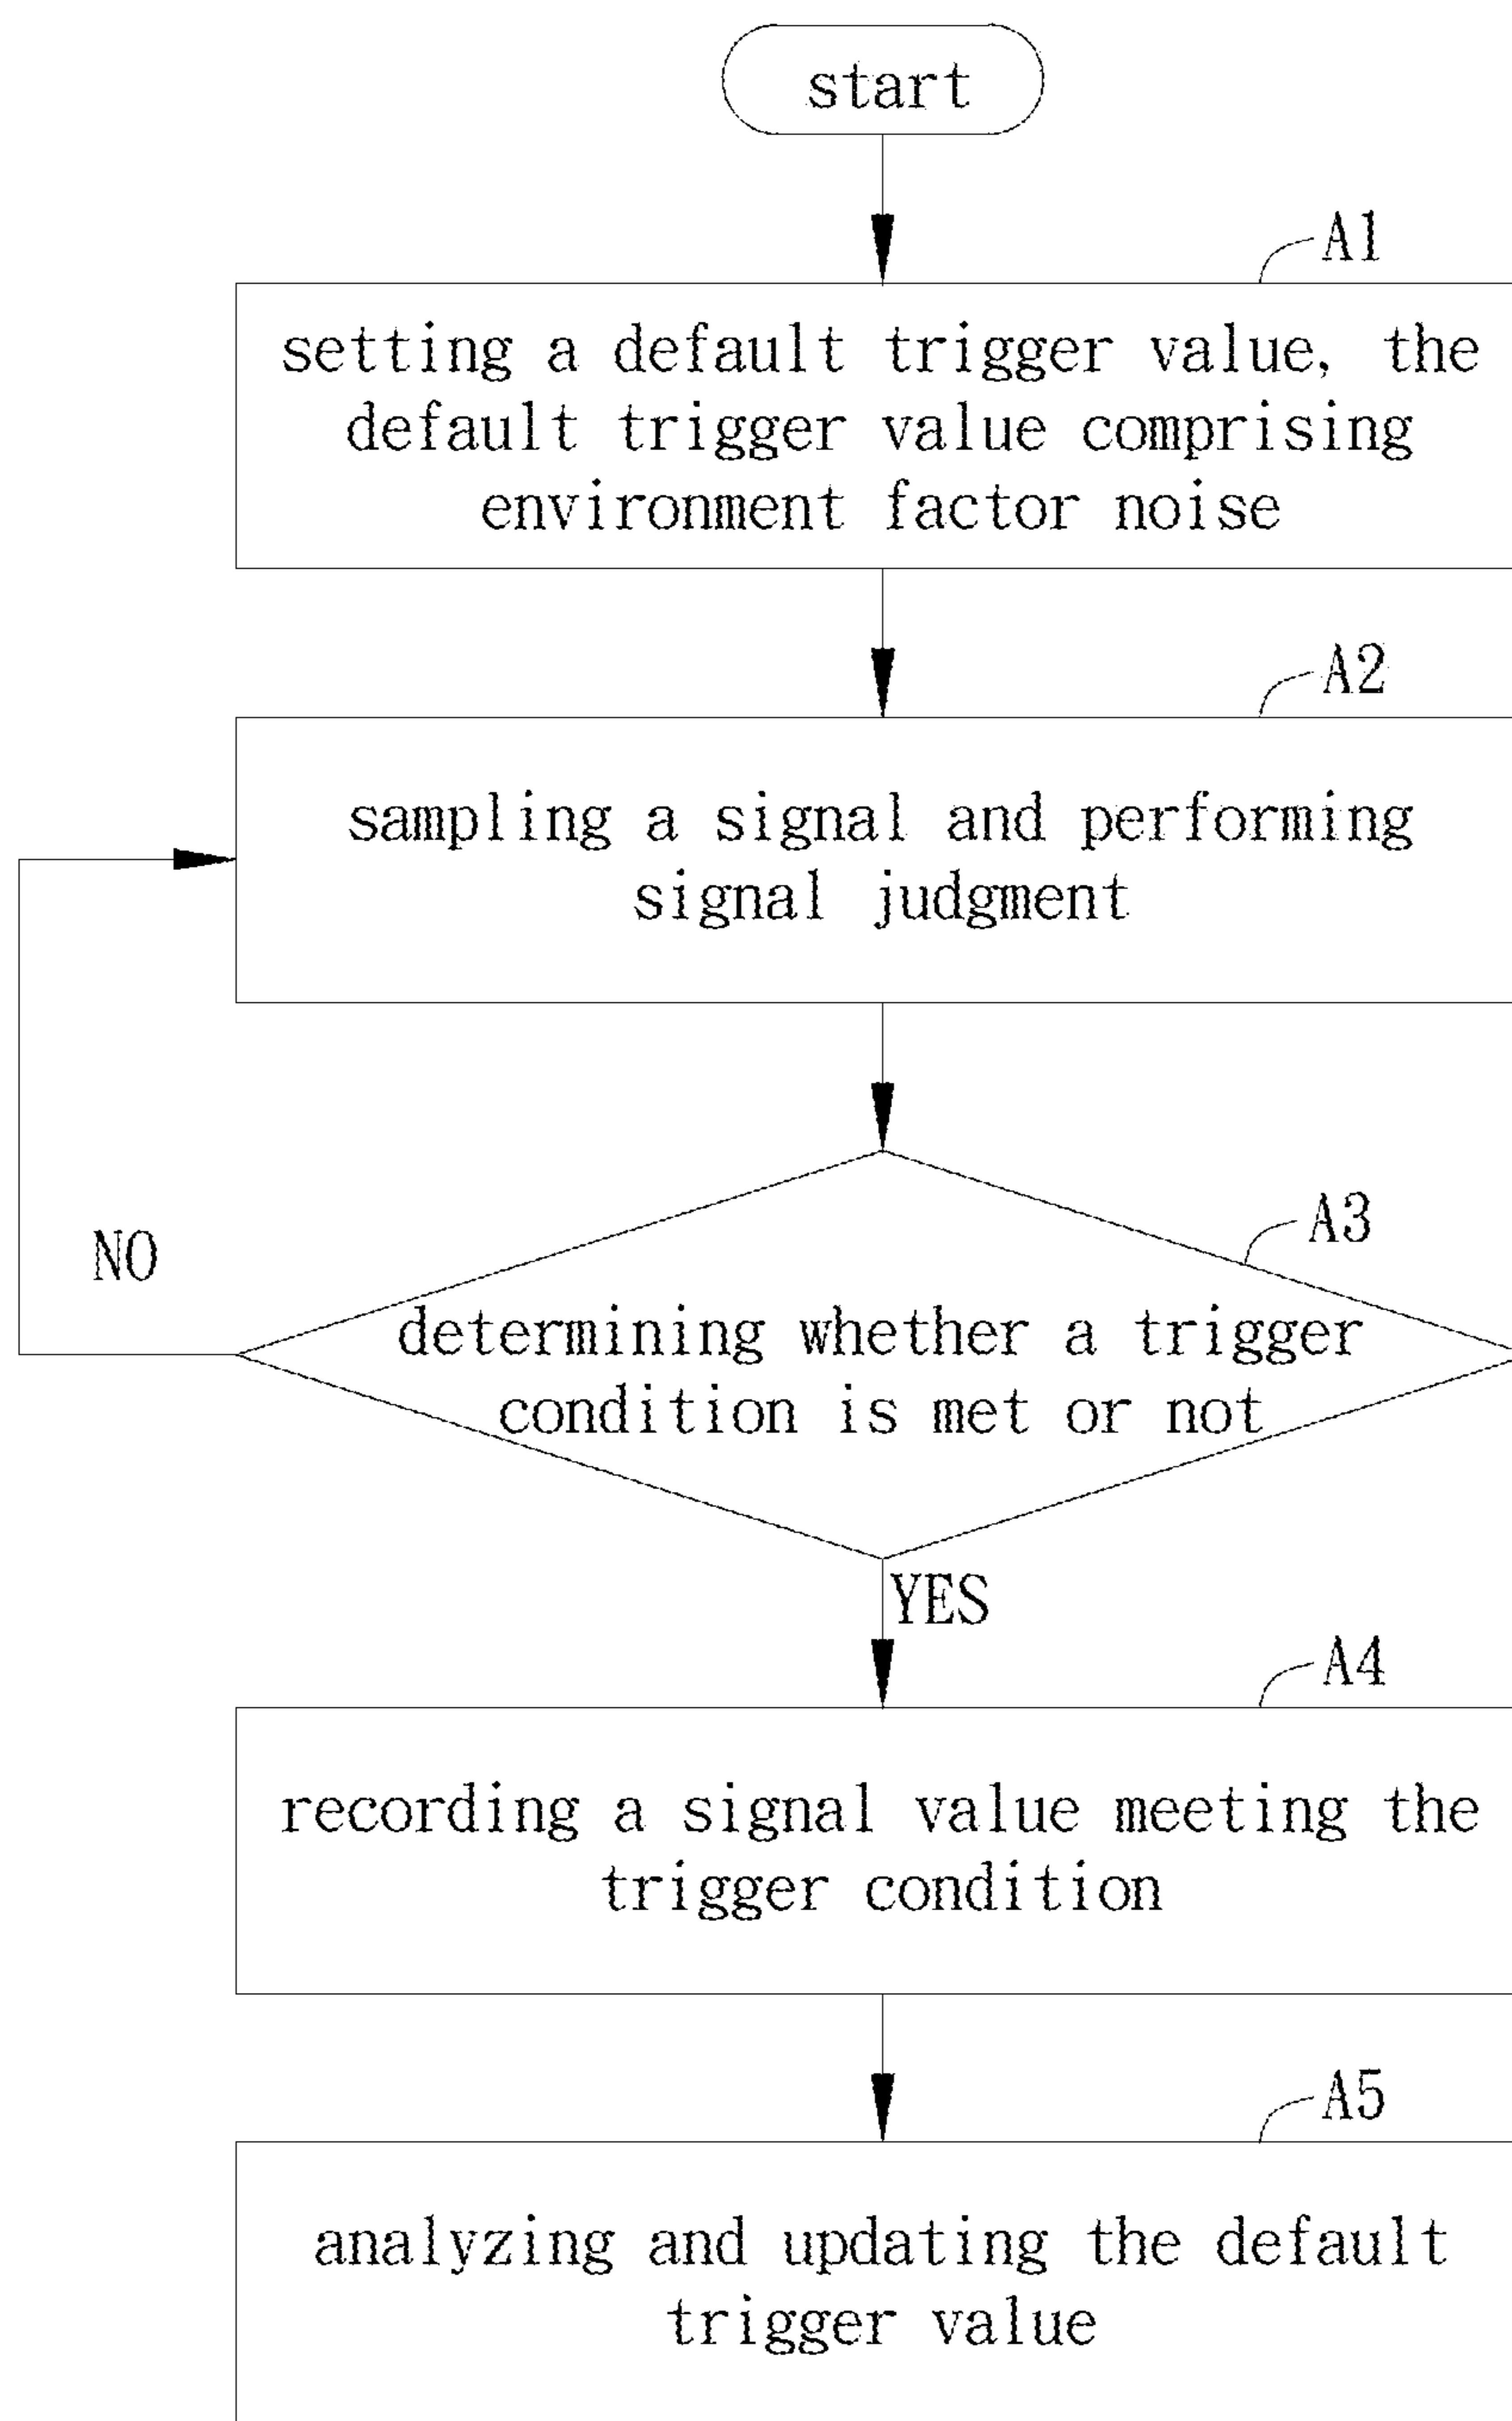 start
A1
setting a default trigger value, the
default trigger value comprising
environment factor noise
A2
sampling a signal and performing
signal judgment
A3
NO
determining whether a trigger
condition is met or not
YES
A4
recording a signal value meeting the
trigger condition
A5
analyzing and updating the default
trigger value